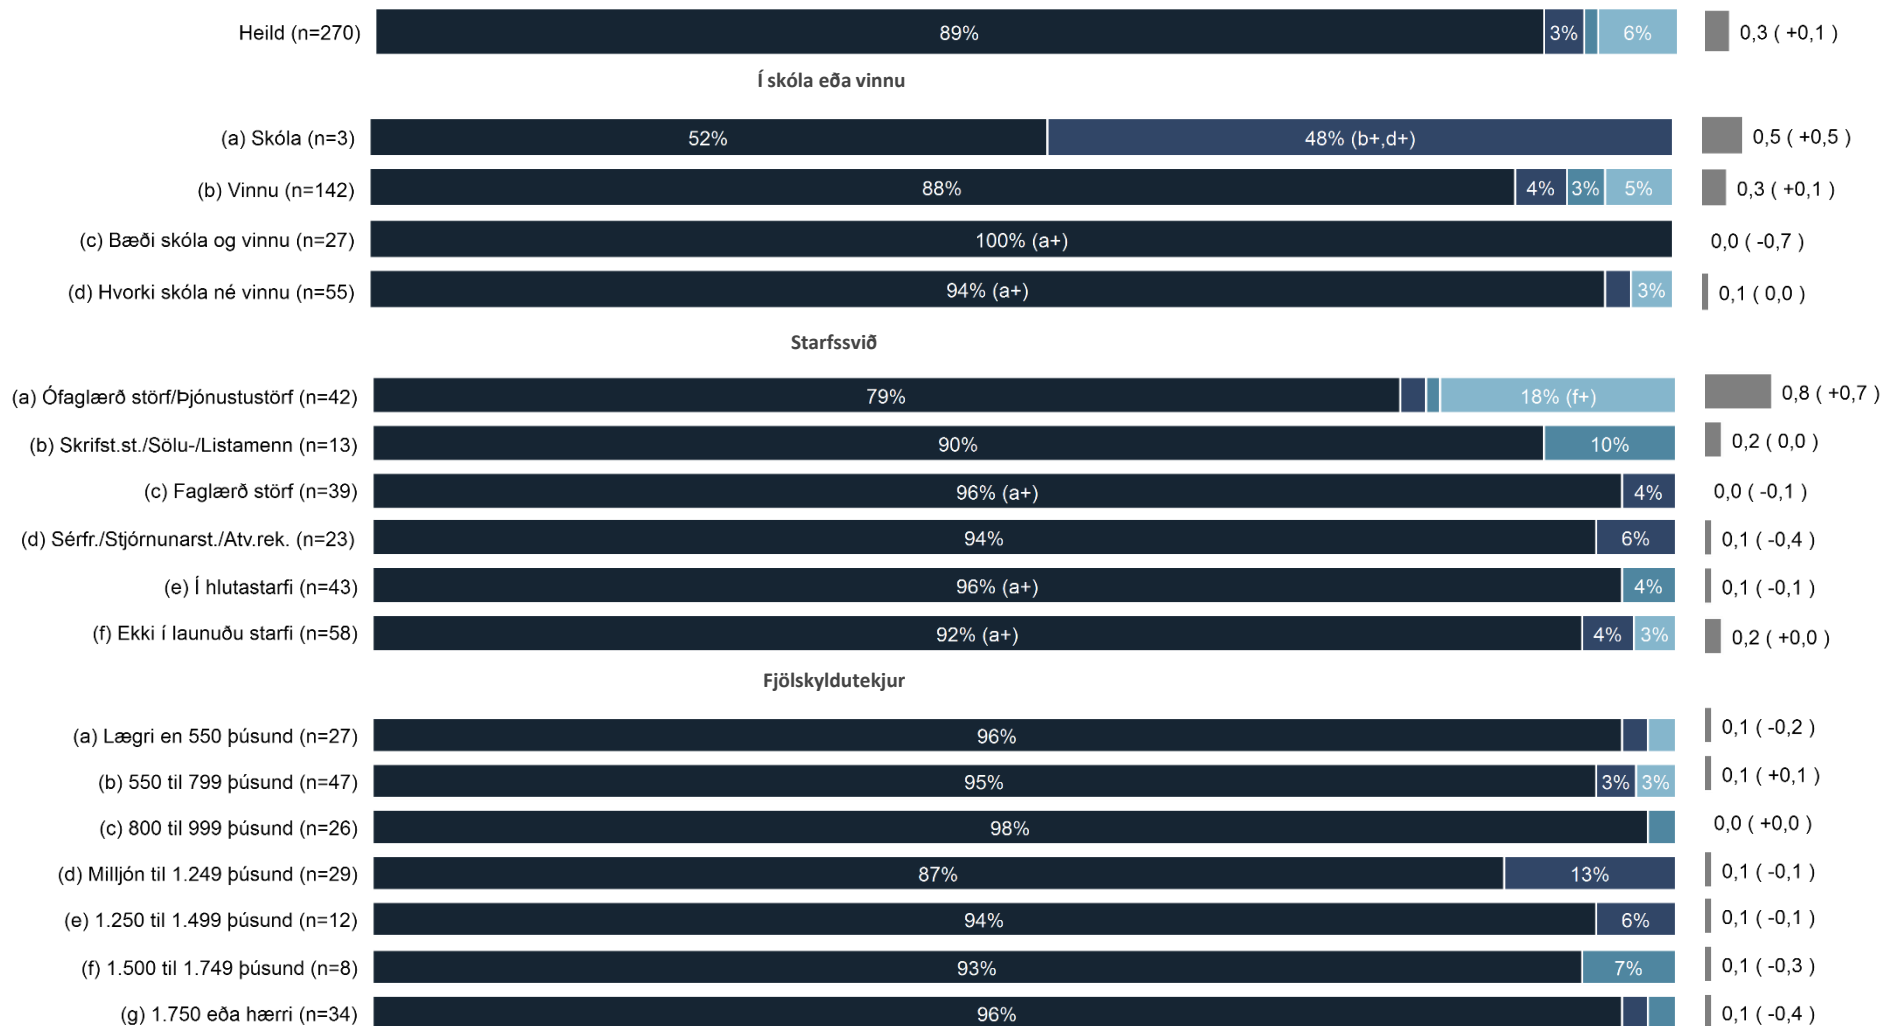 Heild (n=270) 89% 3% 6% 0,3 ( +0,1 )
Í skóla eða vinnu
(a) Skóla (n=3) 52% 48% (b+,d+) 0,5 ( +0,5 )
(b) Vinnu (n=142) 88% 4% 3% 5% 0,3 ( +0,1 )
(c) Bæði skóla og vinnu (n=27) 100% (a+) 0,0 ( -0,7 )
(d) Hvorki skóla né vinnu (n=55) 94% (a+) 3% 0,1 ( 0,0 )
Starfssvið
(a) Ófaglærð störf/Þjónustustörf (n=42) 79% 18% (f+) 0,8 ( +0,7 )
(b) Skrifst.st./Sölu-/Listamenn (n=13) 90% 10% 0,2 ( 0,0 )
(c) Faglærð störf (n=39) 96% (a+) 4% 0,0 ( -0,1 )
(d) Sérfr./Stjórnunarst./Atv.rek. (n=23) 94% 6% 0,1 ( -0,4 )
(e) Í hlutastarfi (n=43) 96% (a+) 4% 0,1 ( -0,1 )
(f) Ekki í launuðu starfi (n=58) 92% (a+) 4% 3% 0,2 ( +0,0 )
Fjölskyldutekjur
(a) Lægri en 550 þúsund (n=27) 96% 0,1 ( -0,2 )
(b) 550 til 799 þúsund (n=47) 95% 3% 3% 0,1 ( +0,1 )
(c) 800 til 999 þúsund (n=26) 98% 0,0 ( +0,0 )
(d) Milljón til 1.249 þúsund (n=29) 87% 13% 0,1 ( -0,1 )
(e) 1.250 til 1.499 þúsund (n=12) 94% 6% 0,1 ( -0,1 )
(f) 1.500 til 1.749 þúsund (n=8) 93% 7% 0,1 ( -0,3 )
(g) 1.750 eða hærri (n=34) 96% 0,1 ( -0,4 )